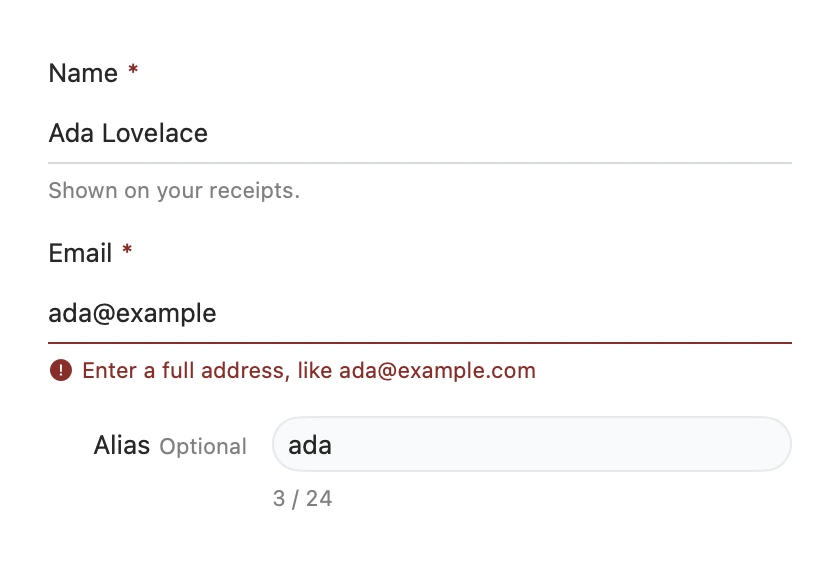 Name *
Ada Lovelace
Shown on your receipts.
Email *
ada@example
! Enter a full address, like ada@example.com
Alias Optional ada
3 / 24